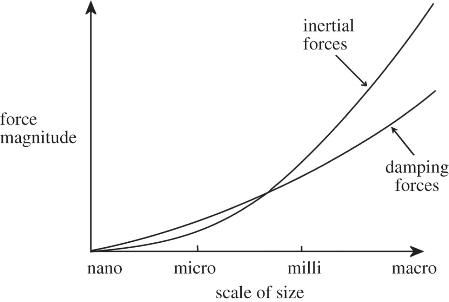 inertial
forces
force
magnitude
damping
forces
nano micro milli macro
scale of size